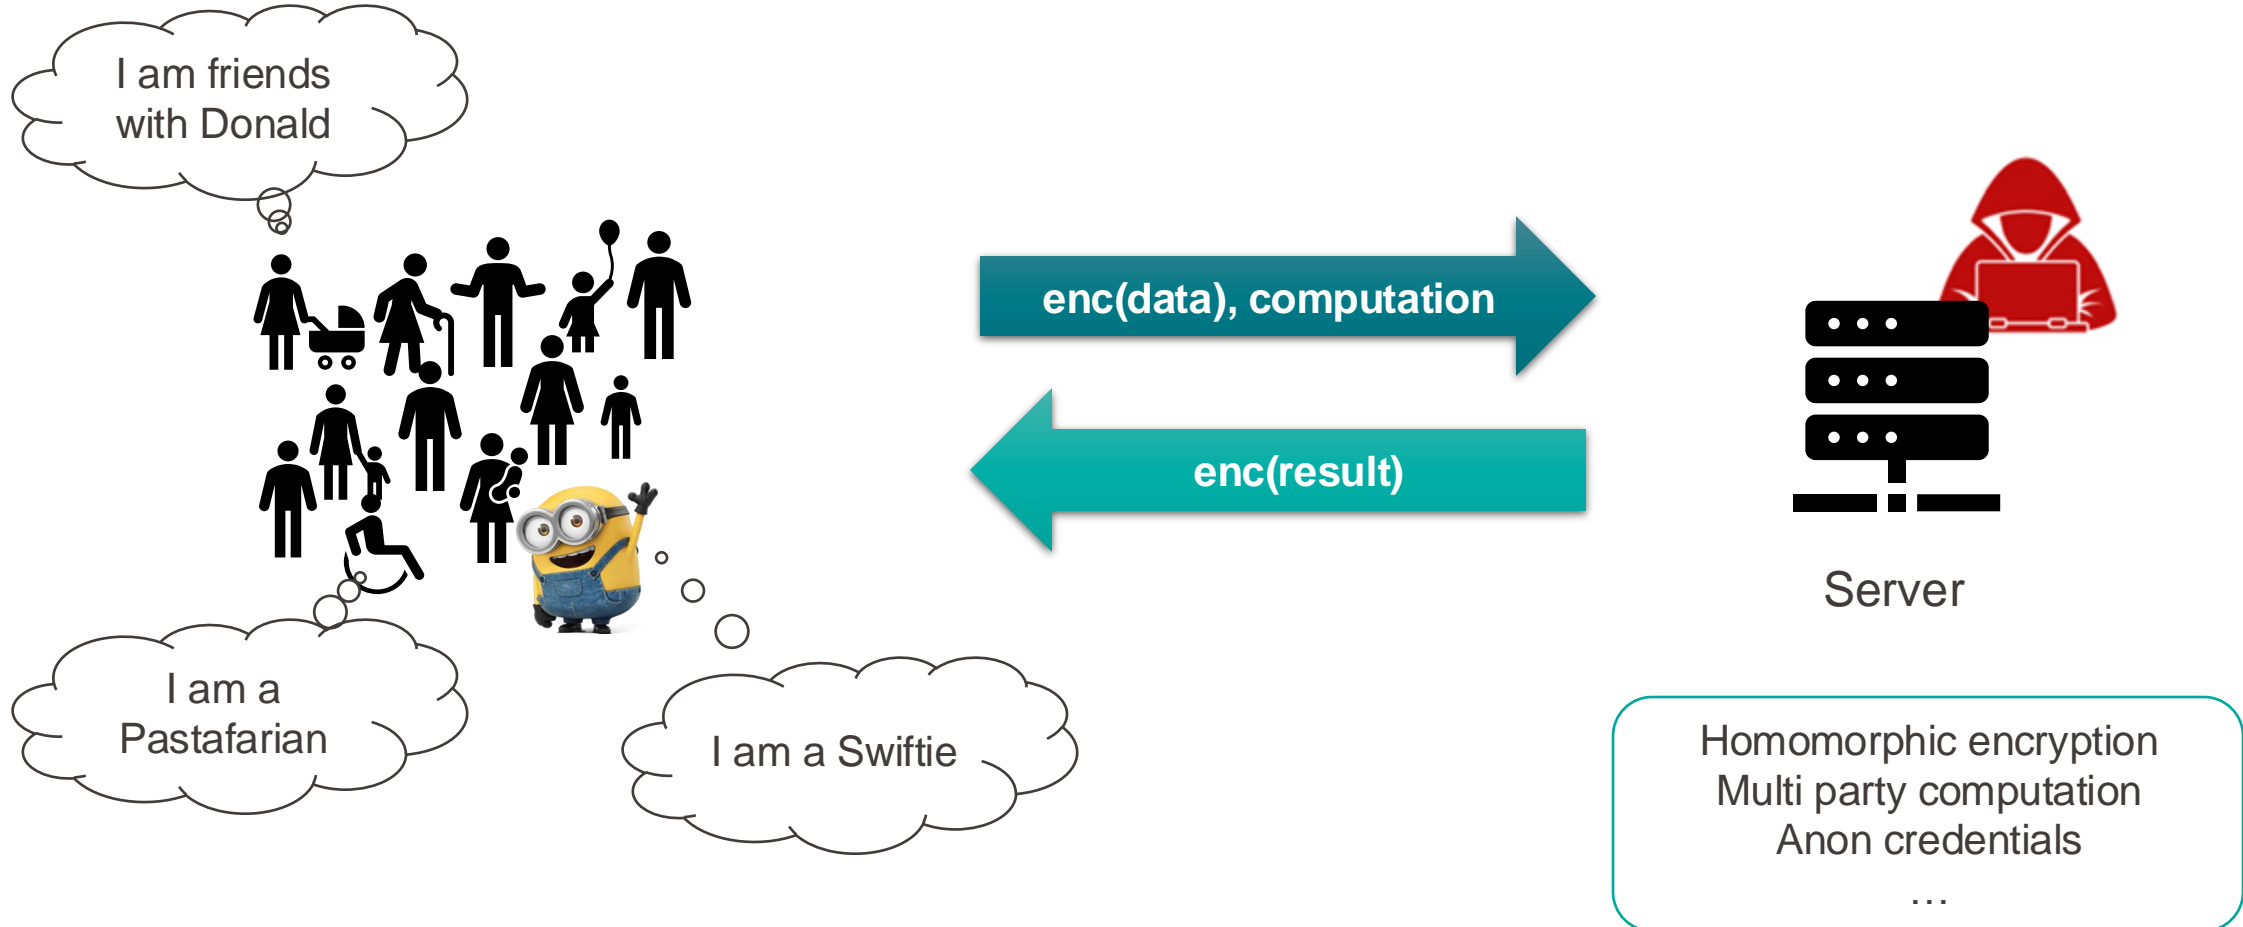 I am friends
with Donald
enc(data), computation
enc(result)
Server
I am a
Pastafarian
I am a Swiftie
Homomorphic encryption
Multi party computation
Anon credentials
…